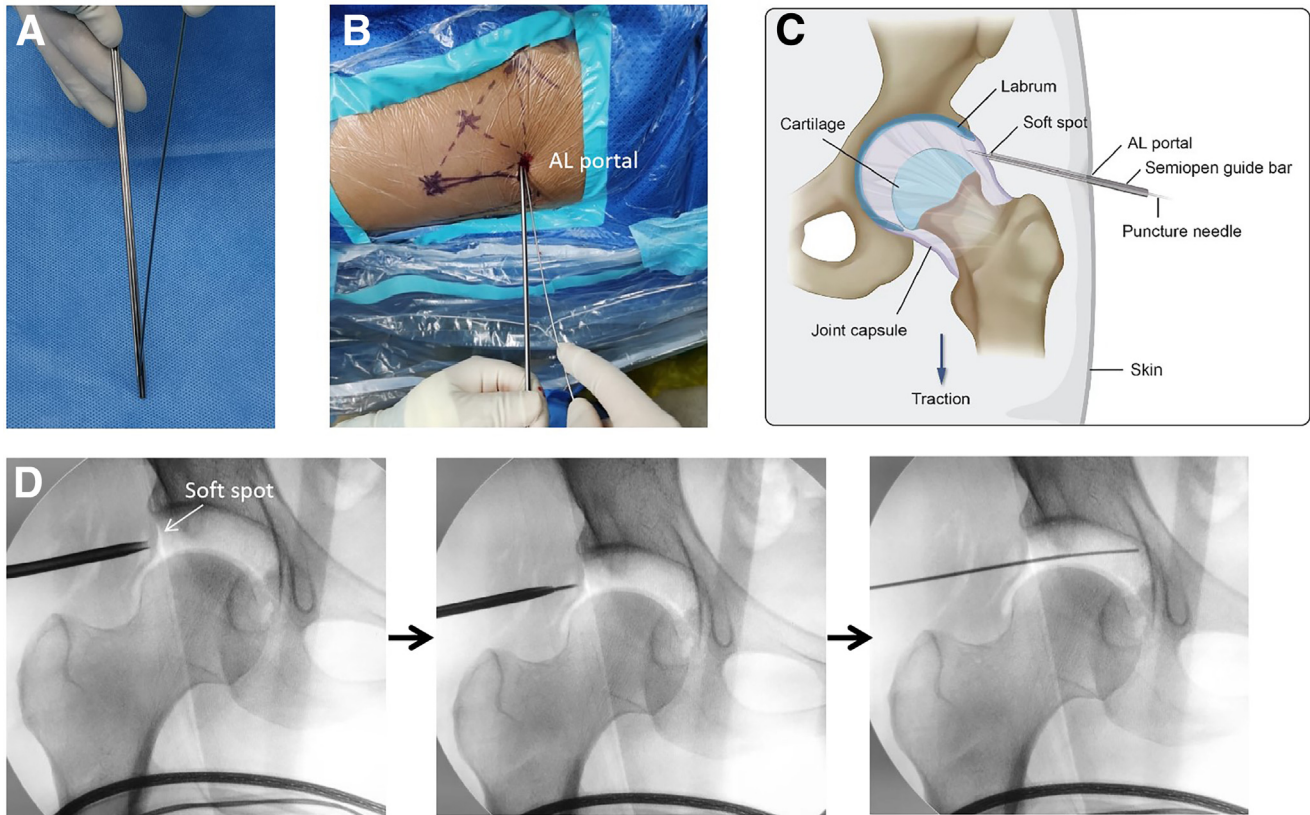 A
B
AL portal
C
Labrum
Cartilage
Soft spot
AL portal
Semiopen guide bar
Puncture needle
Joint capsule
Skin
Traction
D
Soft spot